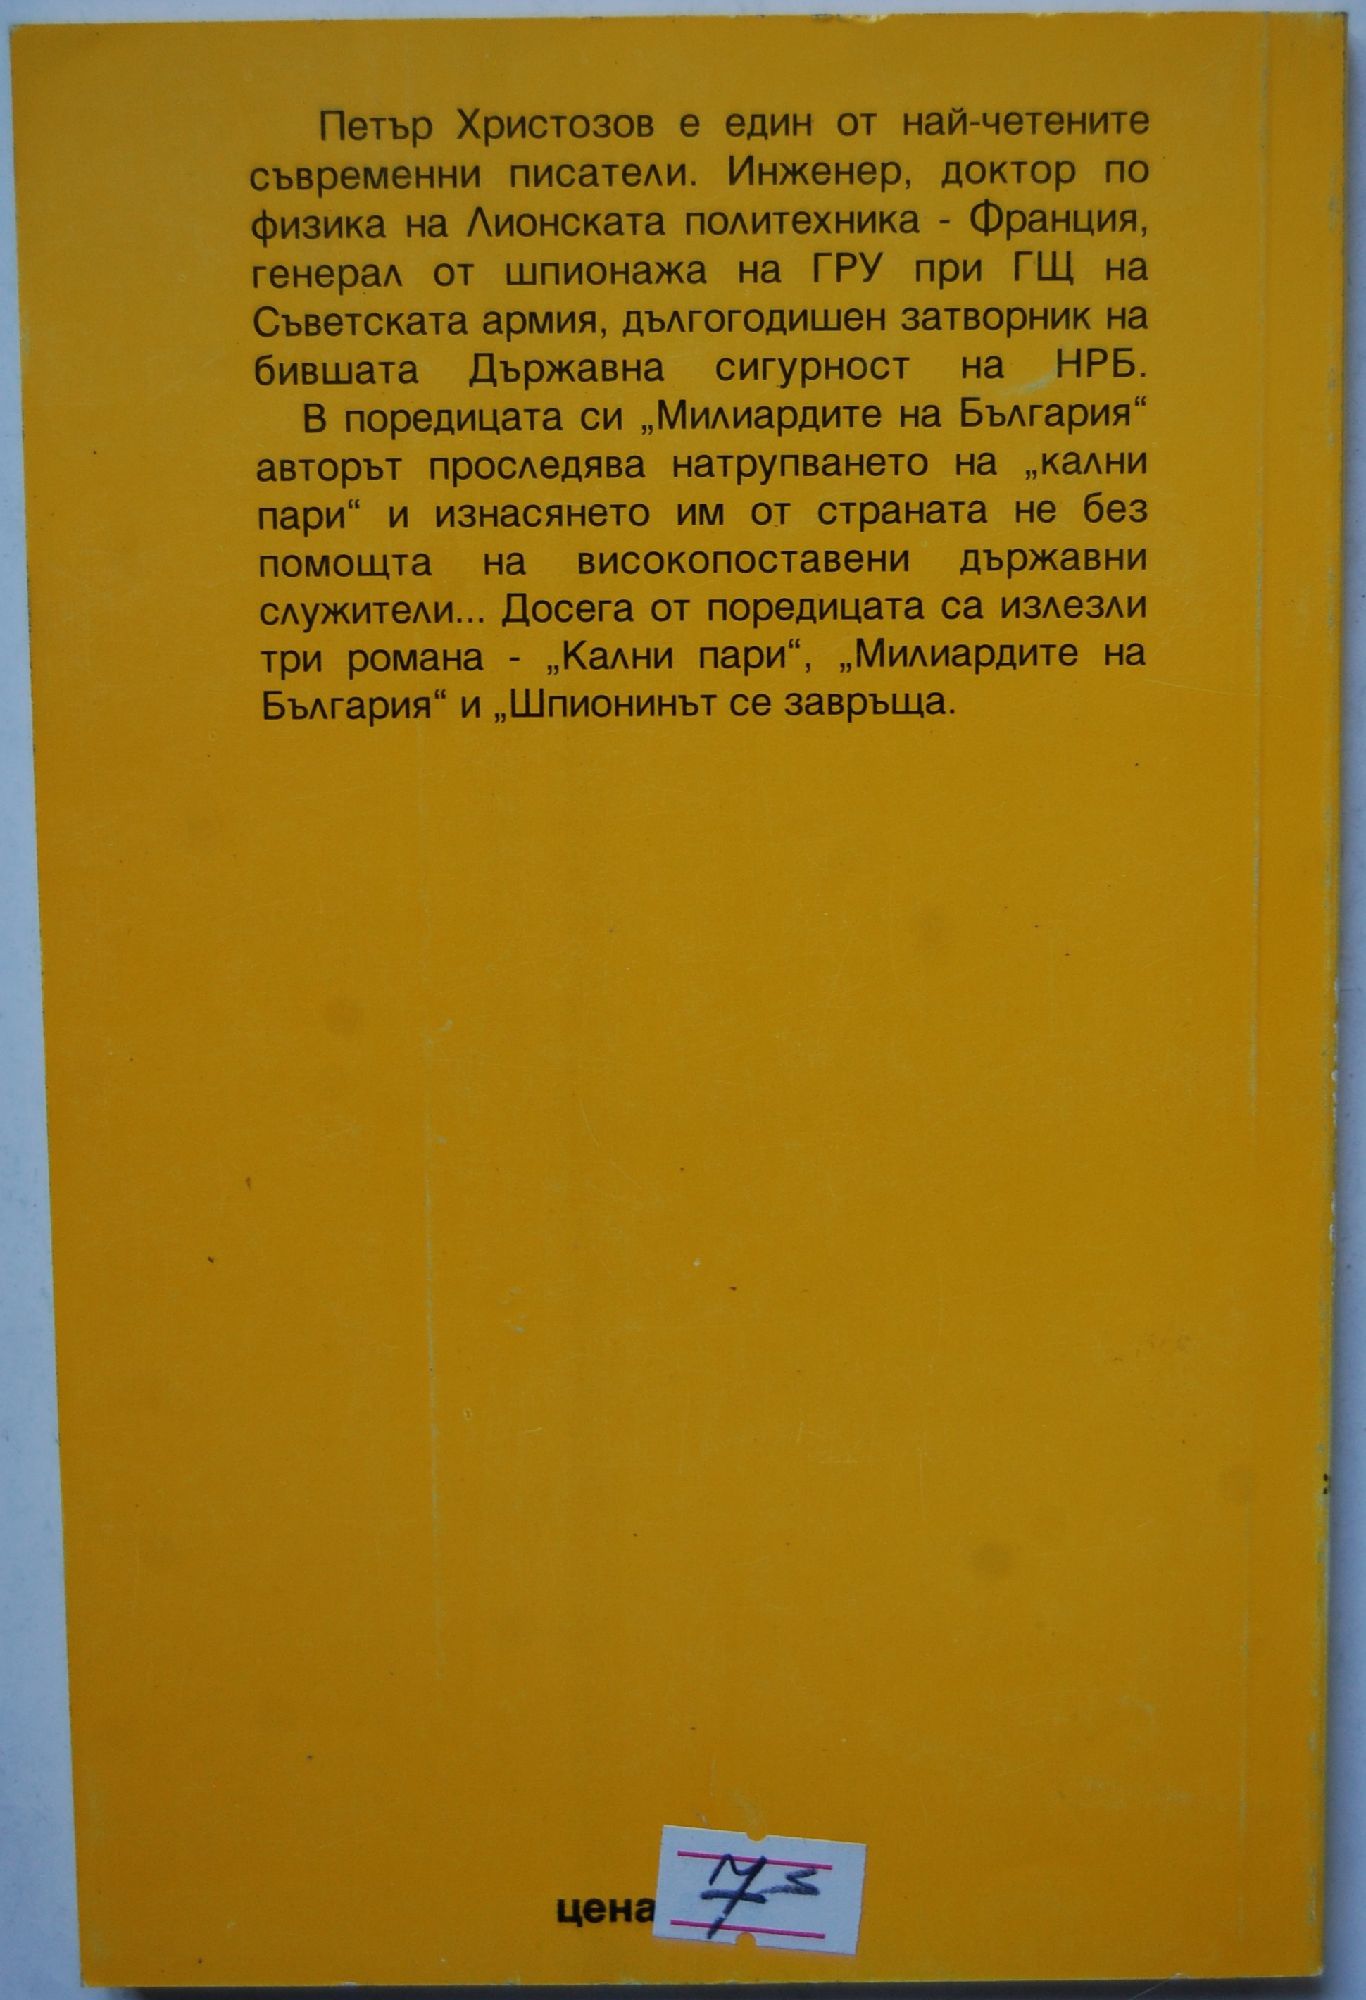 Петър Христозов е един от най-четените
съвременни писатели. Инженер, доктор по
физика на Лионската политехника - Франция,
генерал от шпионажа на ГРУ при ГЩ на
Съветската армия, дългогодишен затворник на
бившата Държавна сигурност на НРБ.
В поредицата си „Милиардите на България“
авторът проследява натрупването на „кални
пари“ и изнасянето им от страната не без
помощта на високопоставени държавни
служители... Досега от поредицата са излезли
три романа - „Кални пари“, „Милиардите на
България“ и „Шпионинът се завръща.
цена 7